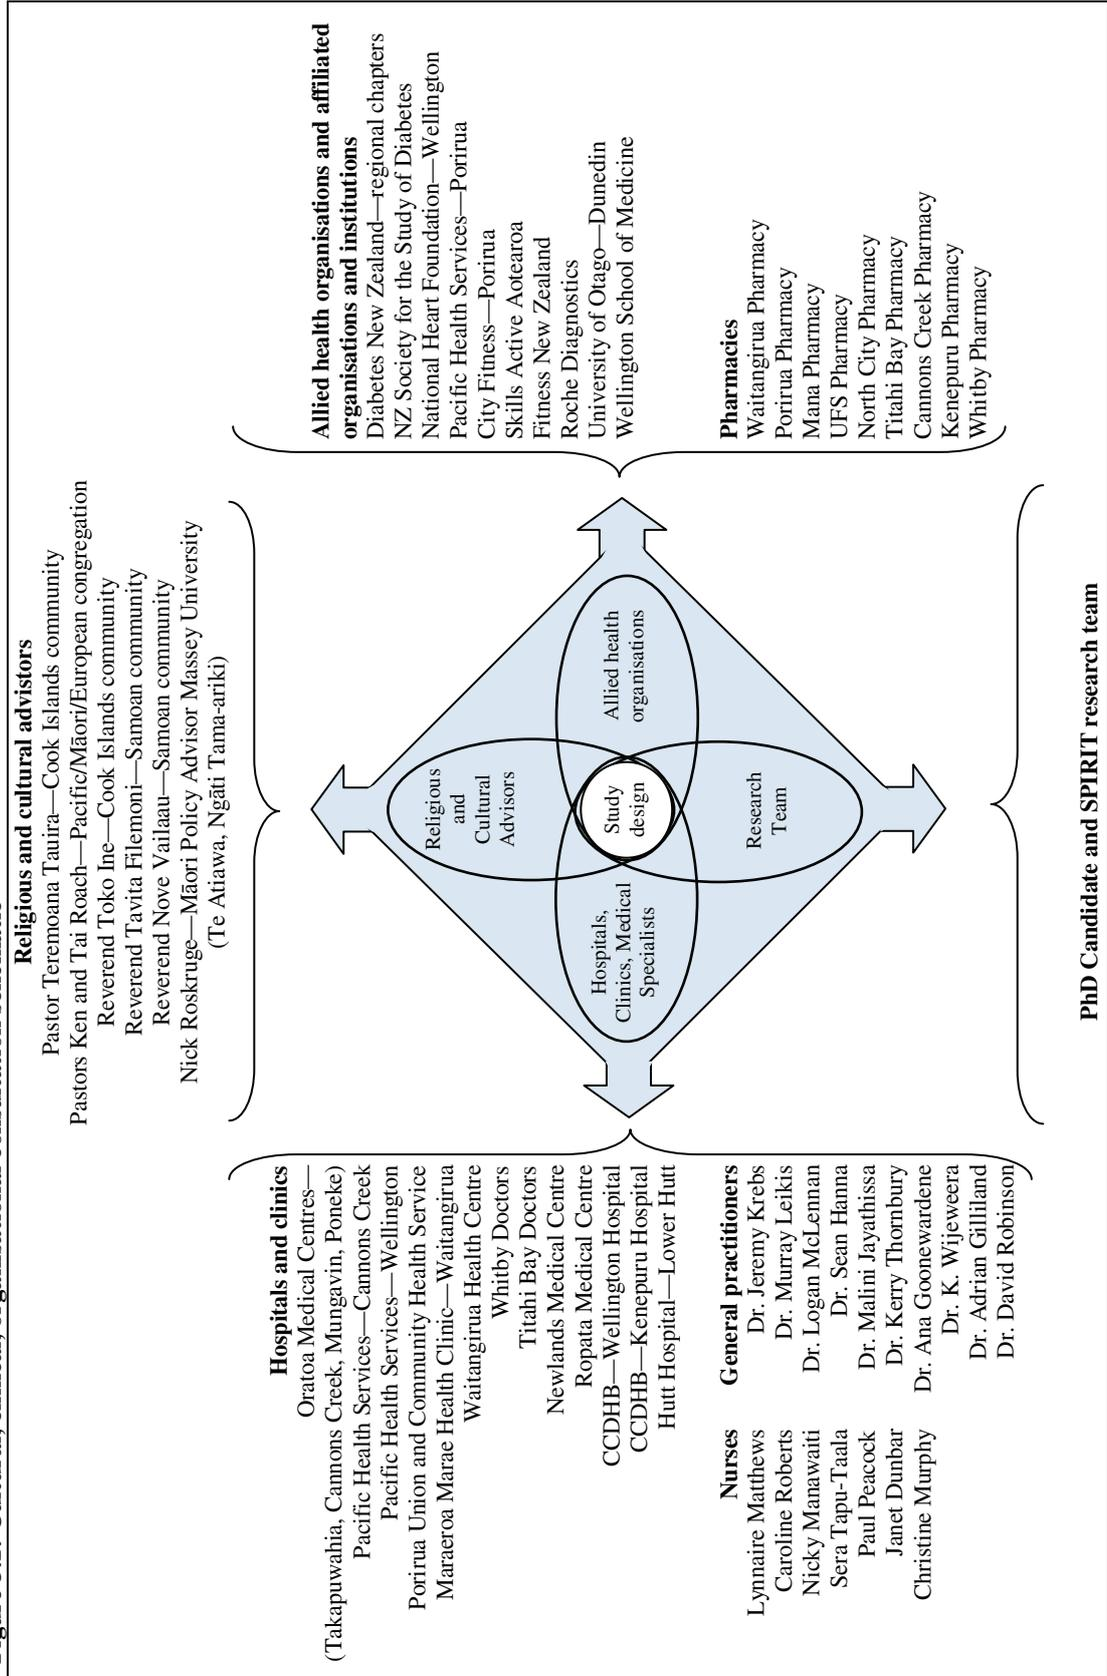 Religious and cultural advistors
Pastor Teremoana Tauira—Cook Islands community
Pastors Ken and Tai Roach—Pacific/Māori/European congregation
Reverend Toko Ine—Cook Islands community
Reverend Tavita Filemoni—Samoan community
Reverend Nove Vailaau—Samoan community
Nick Roskruge—Māori Policy Advisor Massey University
(Te Atiawa, Ngāti Tama-ariki)
Hospitals and clinics
Oratoa Medical Centres—
(Takapuwahia, Cannons Creek, Mungavin, Poneke)
Pacific Health Services—Cannons Creek
Pacific Health Services—Wellington
Porirua Union and Community Health Service
Maraeroa Marae Health Clinic—Waitangirua
Waitangirua Health Centre
Whitby Doctors
Titahi Bay Doctors
Newlands Medical Centre
Ropata Medical Centre
CCDHB—Wellington Hospital
CCDHB—Kenepuru Hospital
Hutt Hospital—Lower Hutt
Nurses
Lynnaire Matthews
Caroline Roberts
Nicky Manawaiti
Sera Tapu-Taala
Paul Peacock
Janet Dunbar
Christine Murphy
General practitioners
Dr. Jeremy Krebs
Dr. Murray Leikis
Dr. Logan McLennan
Dr. Sean Hanna
Dr. Malini Jayathissa
Dr. Kerry Thornbury
Dr. Ana Goonewardene
Dr. K. Wijeweera
Dr. Adrian Gilliland
Dr. David Robinson
Religious
and
Cultural
Advisors
Hospitals,
Clinics, Medical
Specialists
Study
design
Allied health
organisations
Research
Team
Allied health organisations and affiliated
organisations and institutions
Diabetes New Zealand—regional chapters
NZ Society for the Study of Diabetes
National Heart Foundation—Wellington
Pacific Health Services—Porirua
City Fitness—Porirua
Skills Active Aotearoa
Fitness New Zealand
Roche Diagnostics
University of Otago—Dunedin
Wellington School of Medicine
Pharmacies
Waitangirua Pharmacy
Porirua Pharmacy
Mana Pharmacy
UFS Pharmacy
North City Pharmacy
Titahi Bay Pharmacy
Cannons Creek Pharmacy
Kenepuru Pharmacy
Whitby Pharmacy
PhD Candidate and SPIRIT research team